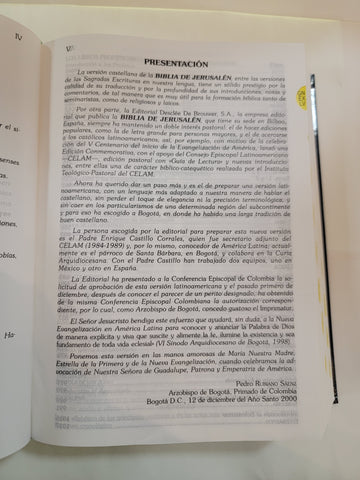 IV
VI
PRESENTACIÓN
La versión castellana de la BIBLIA DE JERUSALÉN, entre las versiones
de las Sagradas Escrituras en nuestra lengua, tiene un sólido prestigio por la
calidad de su traducción y por la profundidad de sus introducciones, notas y
comentarios, de tal manera que es muy útil para la formación bíblica tanto de
seminaristas, como de religiosos y laicos.
Por otra parte, la Editorial Desclée De Brouwer, S.A., la empresa edito-
rial que publica la BIBLIA DE JERUSALÉN, que tiene su sede en Bilbao,
España, siempre ha mantenido un doble interés pastoral: el de hacer ediciones
populares, como la de letra grande para personas mayores, y el de acercarse
a los católicos latinoamericanos, así, por ejemplo, con motivo de la celebra-
ción del V Centenario del inicio de la Evangelización de América, lanzó una
Edición Conmemorativa, con el apoyo del Consejo Episcopal Latinoamericano
–CELAM–, edición pastoral con «Guía de Lectura» y nuevas introduccio-
nes, entre ellas una de carácter bíblico-catequético realizada por el Instituto
Teológico-Pastoral del CELAM.
Ahora ha querido dar un paso más y es el de preparar una versión lati-
noamericana, con un lenguaje más adaptado a nuestra manera de hablar el
castellano, sin perder el toque de elegancia ni la precisión terminológica, y
sin caer en los particularismos de una determinada región del subcontinente
y para eso ha escogido a Bogotá, en donde ha habido una larga tradición de
buen castellano.
La persona escogida por la editorial para preparar esta nueva versión es
el Padre Enrique Castillo Corrales, quien fue secretario adjunto del
CELAM (1984-1989) y, por lo mismo, conocedor de América Latina; actual-
mente es el párroco de Santa Bárbara, en Bogotá, y colabora en la Curia
Arquidiocesana. Con el Padre Castillo han trabajado dos equipos, uno en
México y otro en España.
La Editorial ha presentado a la Conferencia Episcopal de Colombia la so-
licitud de aprobación de esta versión latinoamericana y el pasado primero de
diciembre, después de conocer el parecer de un perito designado, ha obtenido
de la misma Conferencia Episcopal Colombiana la autorización correspon-
diente, por lo cual, como Arzobispo de Bogotá, concedo gustoso el imprimatur.
El Señor Jesucristo bendiga este esfuerzo que ayudará, sin duda, a la Nueva
Evangelización en América Latina para conocer y anunciar la Palabra de Dios
de manera explícita y viva que suscite y alimente la fe, ilumine la existencia y sea
fundamento de toda vida eclesial» (VI Sínodo Arquidiocesano de Bogotá, 1998).
Ponemos esta versión en las manos amorosas de María Nuestra Madre,
Estrella de la Primera y de la Nueva Evangelización, cuando celebramos la ad-
vocación de Nuestra Señora de Guadalupe, Patrona y Emperatriz de América.
Pedro RUBIANO SÁENZ
Arzobispo de Bogotá, Primado de Colombia
Bogotá D.C., 12 de diciembre del Año Santo 2000